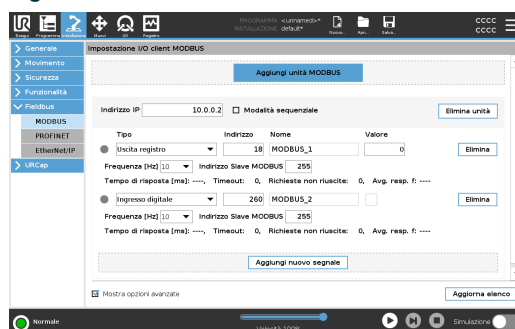 PROGRAMMA <unnamed>*
INSTALLAZIONE default*
Nuovo... Apri... Salva...
CCCC
CCCC
Esegui Programma Installazione Muovi I/O Registro
Generale
Movimento
Sicurezza
Funzionalità
Fieldbus
MODBUS
PROFINET
EtherNet/IP
URCap
Impostazione I/O client MODBUS
Aggiungi unità MODBUS
Indirizzo IP 10.0.0.2 Modalità sequenziale Elimina unità
Tipo Indirizzo Nome Valore
Uscita registro 18 MODBUS_1 0 Elimina
Frequenza [Hz] 10 Indirizzo Slave MODBUS 255
Tempo di risposta [ms]: ----, Timeout: 0, Richieste non riuscite: 0, Avg. resp. f: ----
Ingresso digitale 260 MODBUS_2 Elimina
Frequenza [Hz] 10 Indirizzo Slave MODBUS 255
Tempo di risposta [ms]: ----, Timeout: 0, Richieste non riuscite: 0, Avg. resp. f: ----
Aggiungi nuovo segnale
Mostra opzioni avanzate Aggiorna elenco
Normale
Velocità 100%
Simulazione